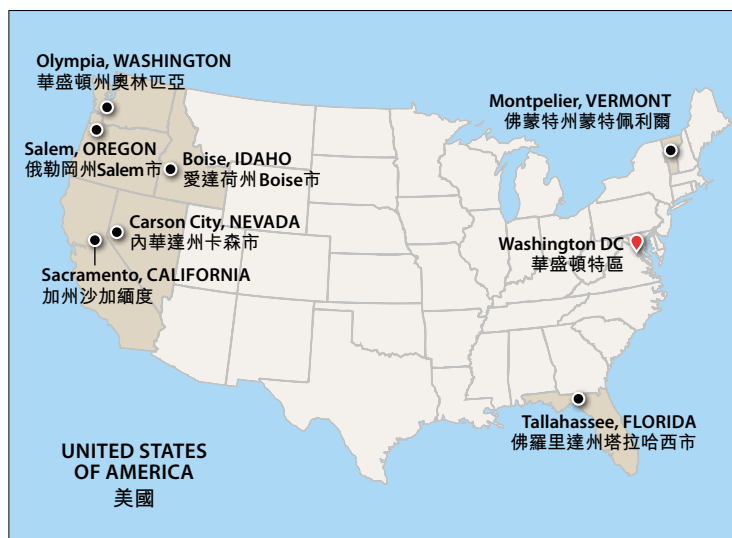 Olympia, WASHINGTON
華盛頓州奧林匹亞
Salem, OREGON
俄勒岡州Salem市
Boise, IDAHO
愛達荷州Boise市
Carson City, NEVADA
內華達州卡森市
Sacramento, CALIFORNIA
加州沙加緬度
Montpelier, VERMONT
佛蒙特州蒙特佩利爾
Washington DC
華盛頓特區
Tallahassee, FLORIDA
佛羅里達州塔拉哈西市
UNITED STATES
OF AMERICA
美國